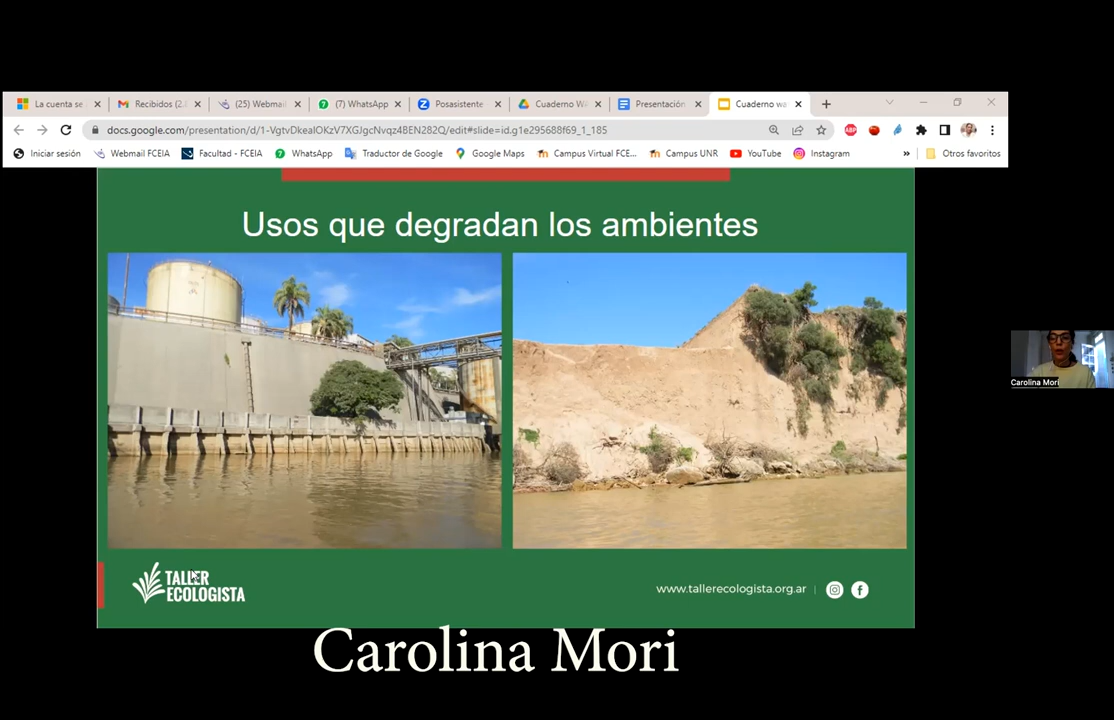 La cuenta se
Recibidos (2.
(25) Webmail
(7) WhatsApp
Posasistente
Cuaderno W
Presentación
Cuaderno wa
docs.google.com/presentation/d/1-VgtvDkeaIOKzV7XGJgcNvqz4BEN282Q/edit#slide=id.g1e295688f69_1_185
ABP
Iniciar sesión
Webmail FCEIA
Facultad - FCEIA
WhatsApp
Traductor de Google
Google Maps
Campus Virtual FCE...
Campus UNR
YouTube
Instagram
»
Otros favoritos
Usos que degradan los ambientes
Carolina Mori
TALLER
ECOLOGISTA
www.tallerecologista.org.ar
Carolina Mori